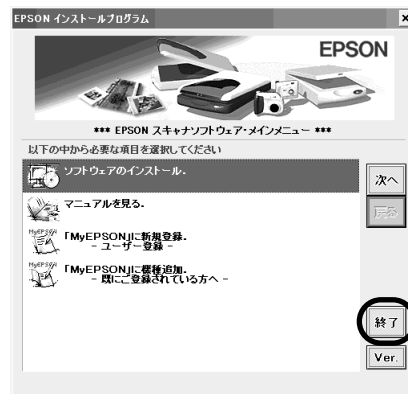 EPSON インストールプログラム
EPSON
*** EPSON スキャナソフトウェア・メインメニュー ***
以下の中から必要な項目を選択してください
ソフトウェアのインストール.
マニュアルを見る.
MyEPSON
「MyEPSON」に新規登録.
- ユーザー登録 -
MyEPSON
「MyEPSON」に機種追加.
- 既にご登録されている方へ -
次へ
戻る
終了
Ver.